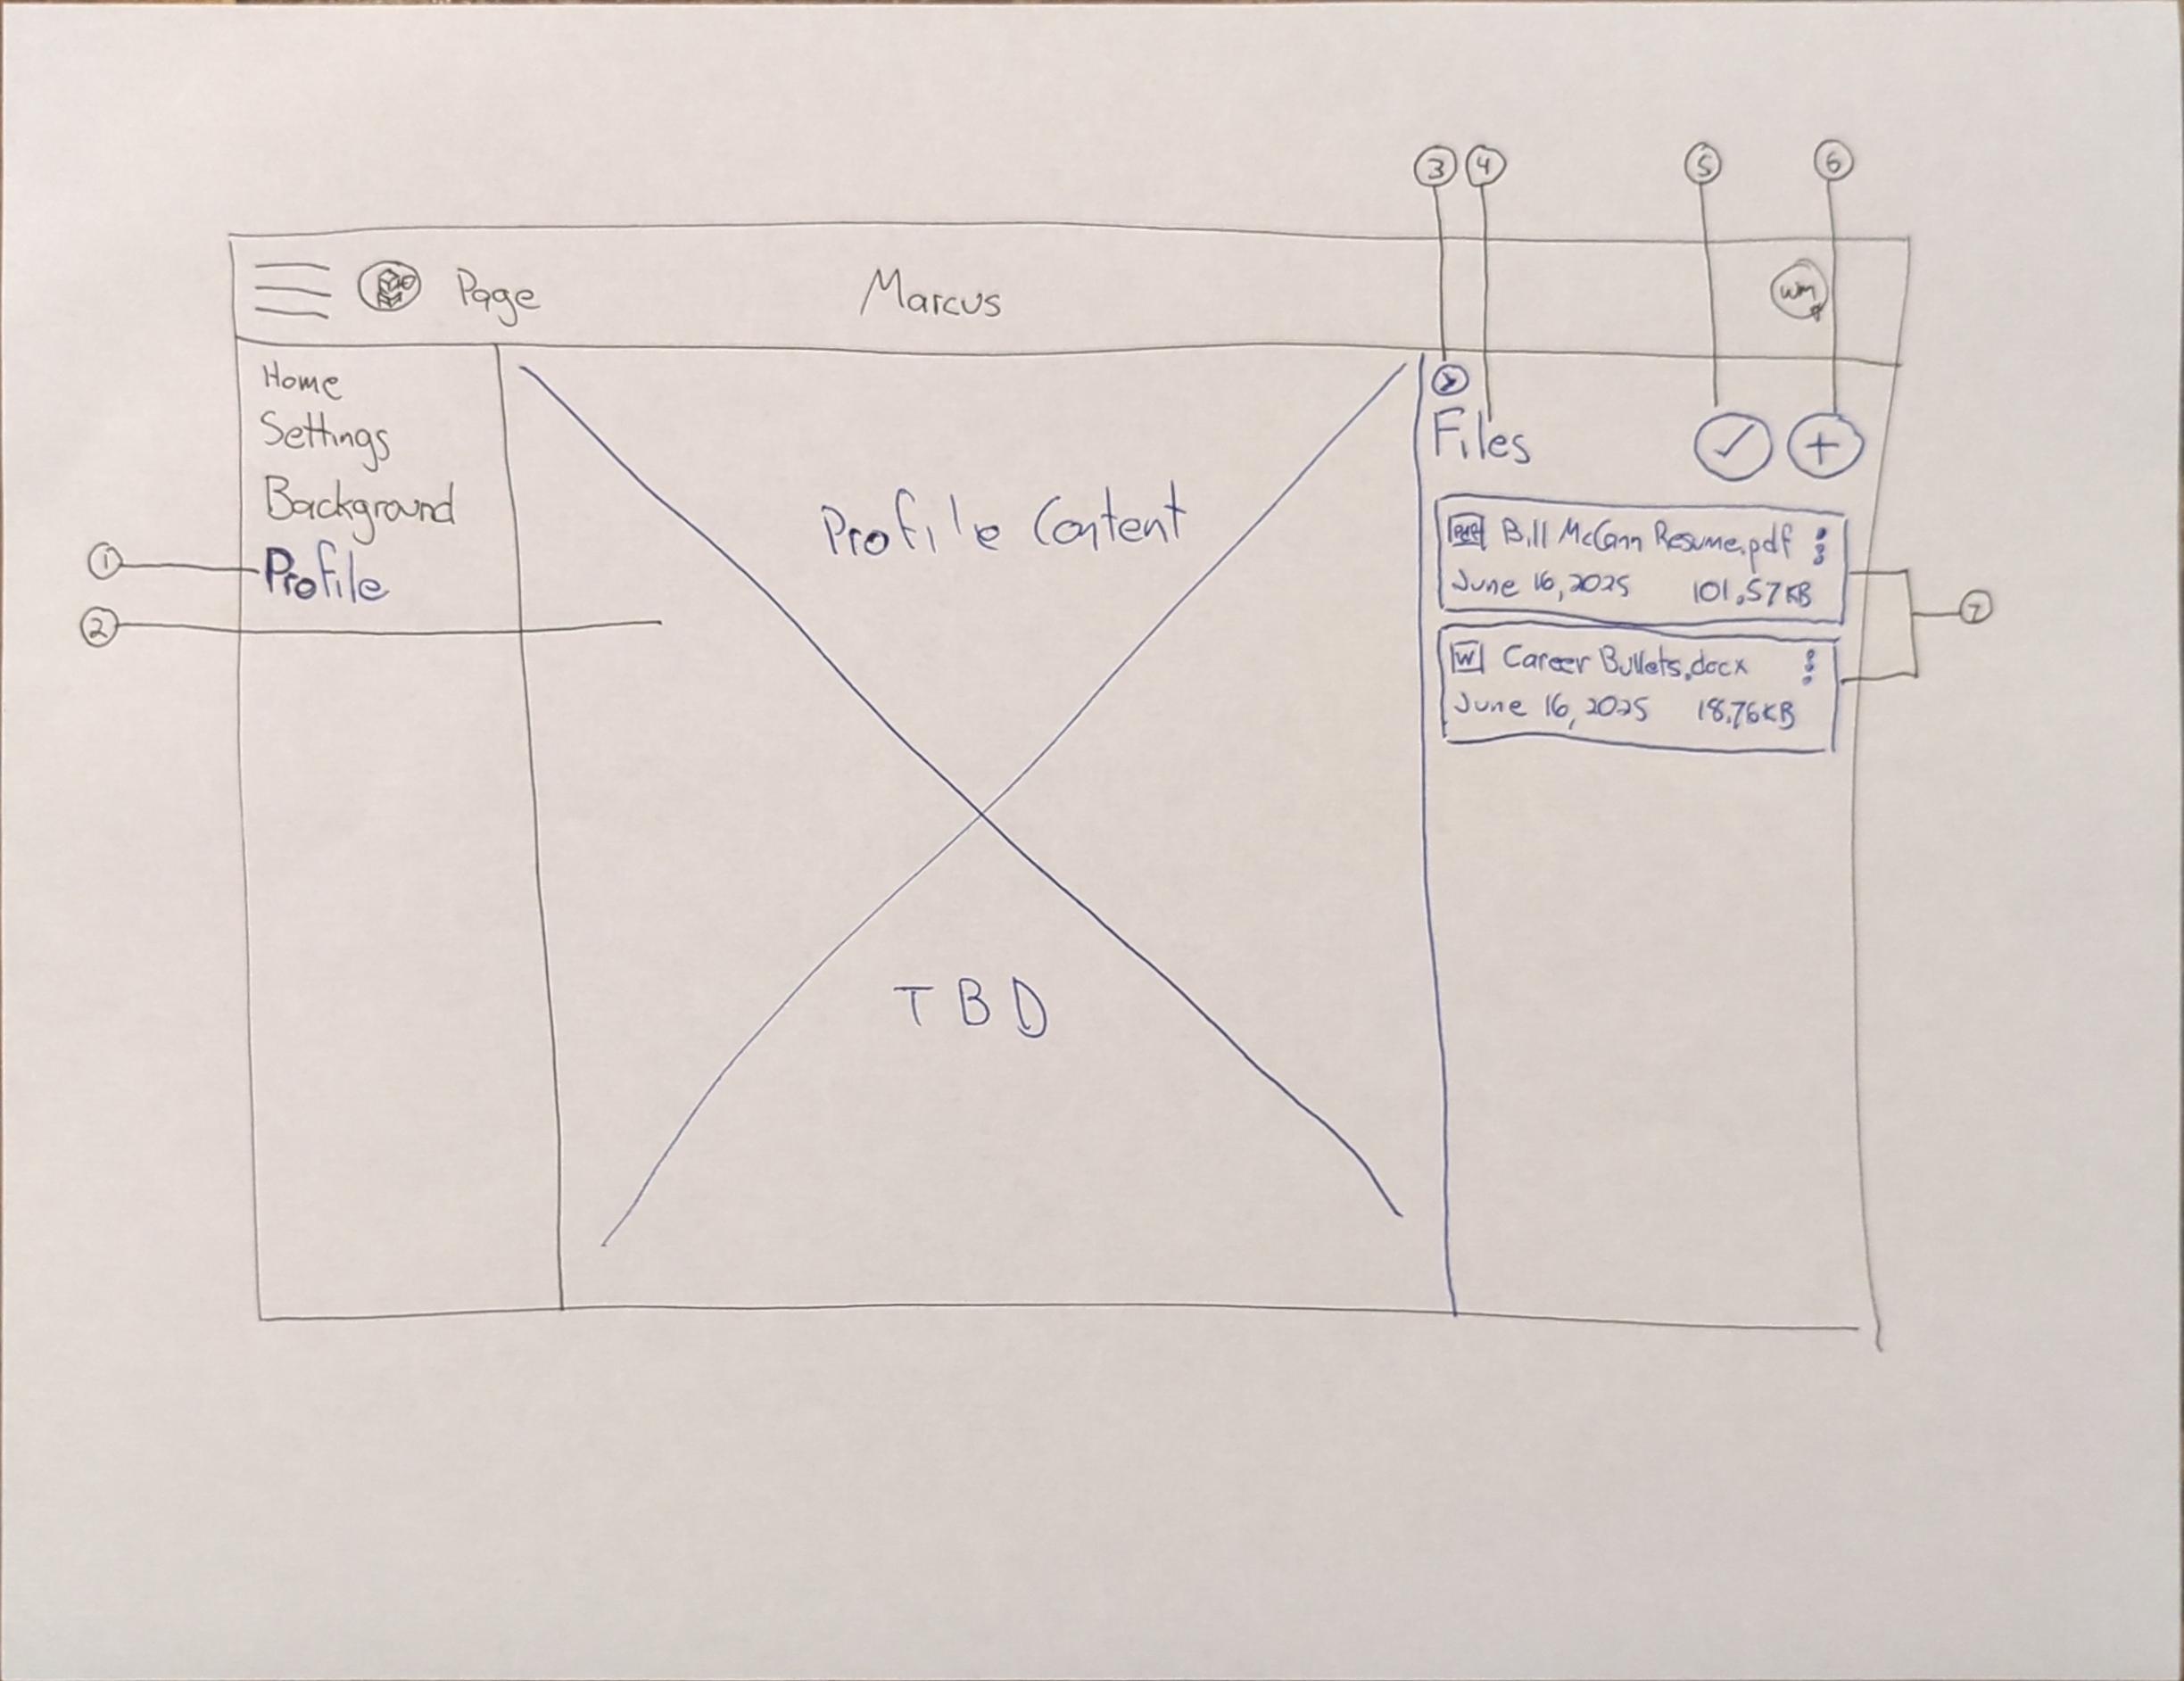 3 4 5 6
Page Marcus wm
Home
Settings
Background
1 Profile
2
Files
Profile Content
Bill McCann Resume.pdf
June 16, 2025 101.57KB
7
W Career Bullets.docx
June 16, 2025 18.76KB
TBD